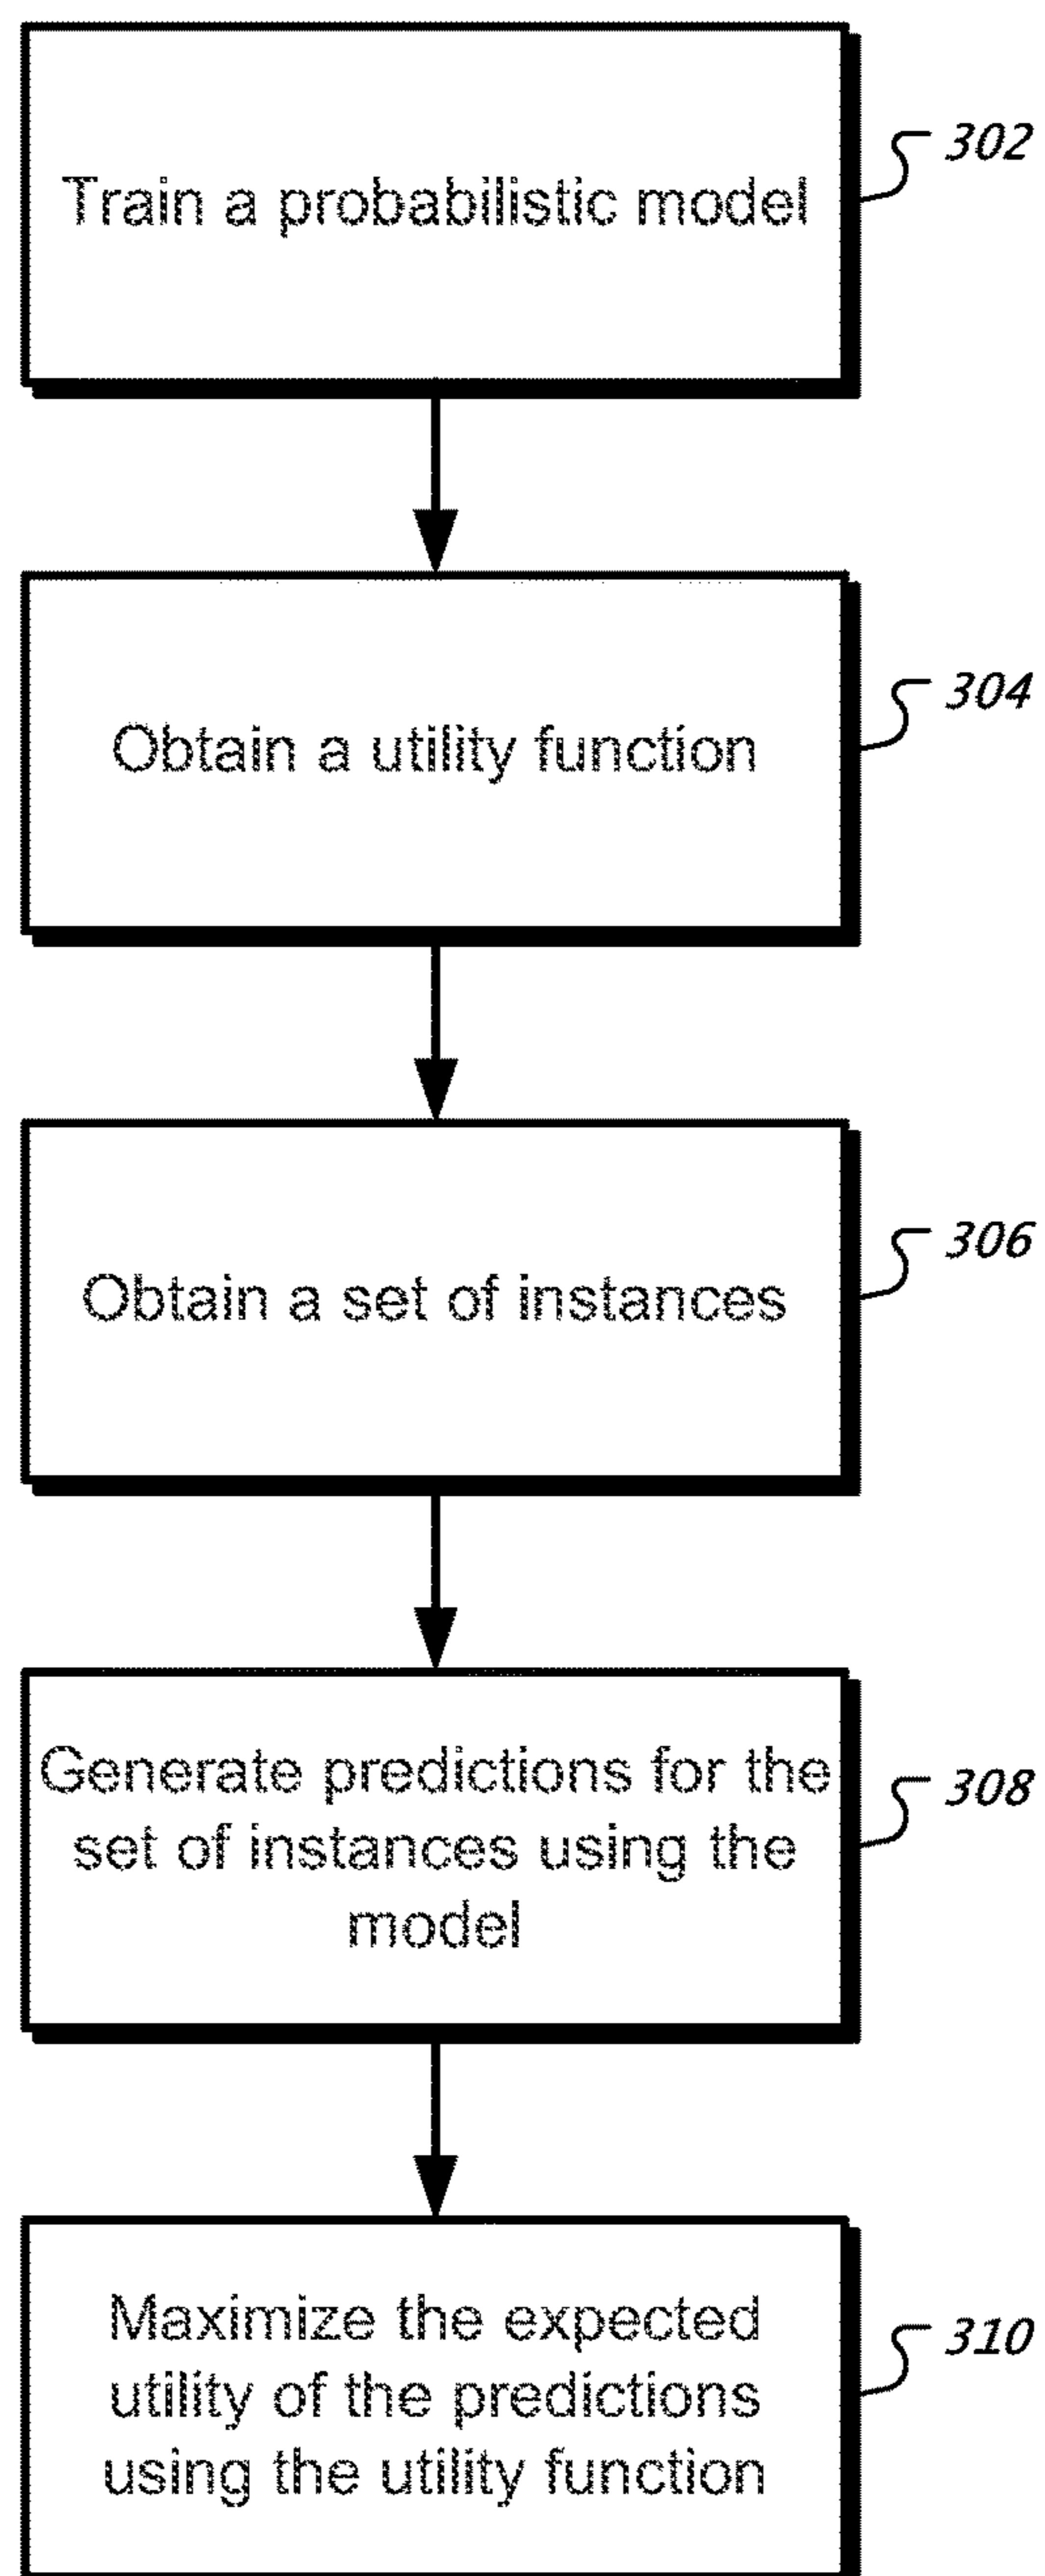 Train a probabilistic model
302
Obtain a utility function
304
Obtain a set of instances
306
Generate predictions for the
set of instances using the
model
308
Maximize the expected
utility of the predictions
using the utility function
310